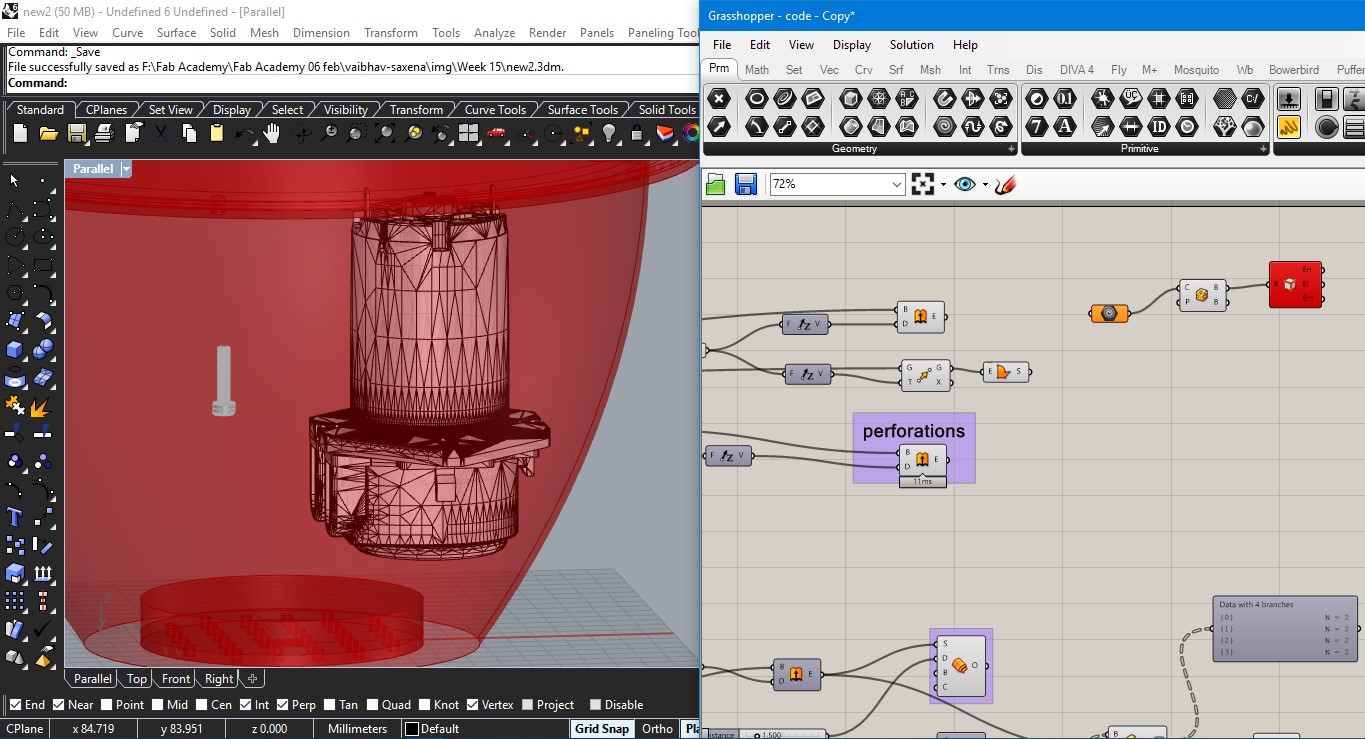 new2 (50 MB) - Undefined 6 Undefined - [Parallel]
File Edit View Curve Surface Solid Mesh Dimension Transform Tools Analyze Render Panels Paneling Tool
Command: _Save
File successfully saved as F:\Fab Academy\Fab Academy 06 feb\vaibhav-saxena\img\Week 15\new2.3dm.
Command:
Standard CPlanes Set View Display Select Visibility Transform Curve Tools Surface Tools Solid Tools
Parallel
Z
Parallel Top Front Right
End Near Point Mid Cen Int Perp Tan Quad Knot Vertex Project Disable
CPlane x 84.719 y 83.951 z 0.000 Millimeters Default Grid Snap Ortho Pla
Grasshopper - code - Copy*
File Edit View Display Solution Help
Prm Math Set Vec Crv Srf Msh Int Trns Dis DIVA 4 Fly M+ Mosquito Wb Bowerbird Puffer
Geometry Primitive
72%
En
C B B Ei
P B Em
B E
F Z V D
F Z V G G E S
T X
perforations
F Z V B E
D
11ms
Data with 4 branches
{0} N = 2
{1} N = 2
{2} N = 2
{3} N = 2
S
B E D O
D B
C
istance 1.500
B